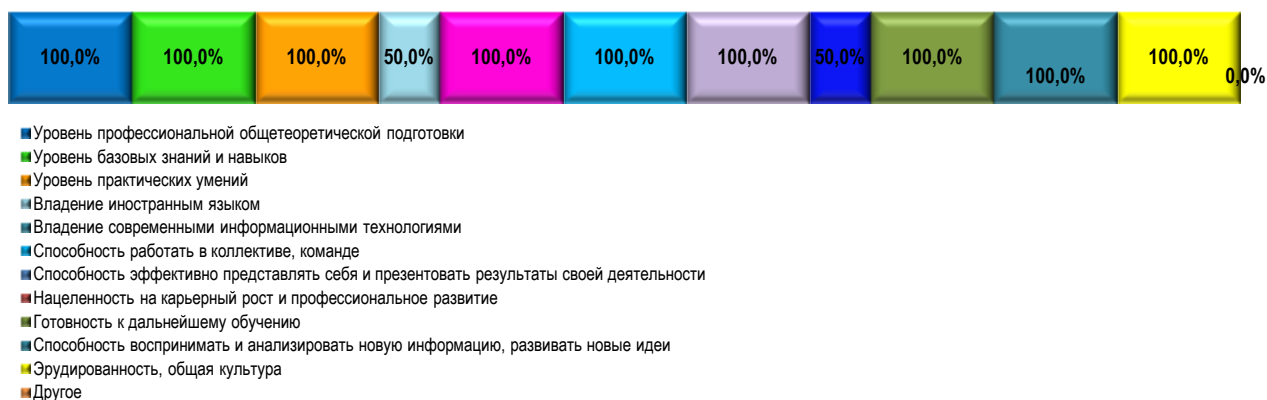 100,0% 100,0% 100,0% 50,0% 100,0% 100,0% 100,0% 50,0% 100,0% 100,0% 100,0% 0,0%
Уровень профессиональной общетеоретической подготовки
Уровень базовых знаний и навыков
Уровень практических умений
Владение иностранным языком
Владение современными информационными технологиями
Способность работать в коллективе, команде
Способность эффективно представлять себя и презентовать результаты своей деятельности
Нацеленность на карьерный рост и профессиональное развитие
Готовность к дальнейшему обучению
Способность воспринимать и анализировать новую информацию, развивать новые идеи
Эрудированность, общая культура
Другое